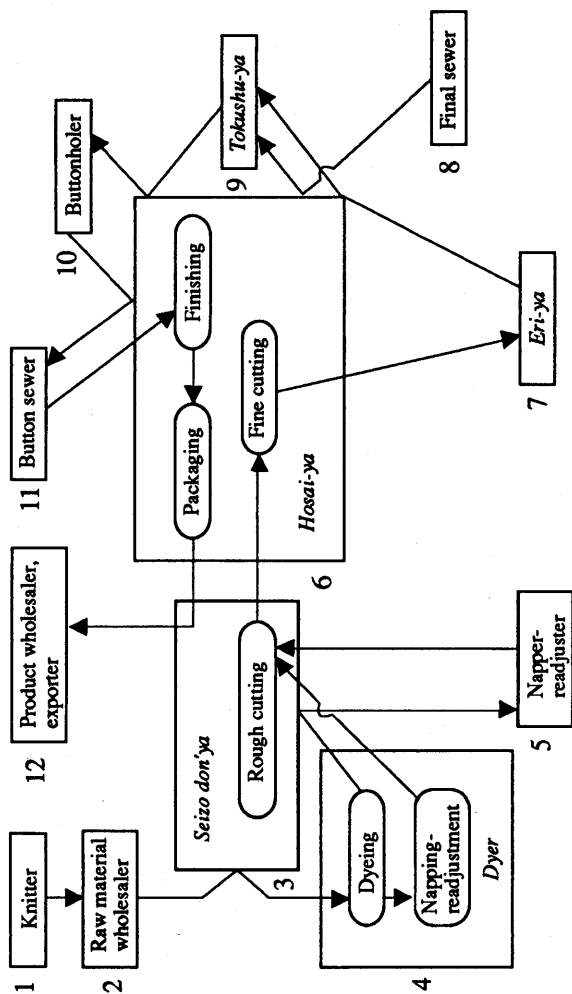 1
Knitter
2
Raw material
wholesaler
3
Seizo don'ya
Rough cutting
4
Dyeing
Napping-
readjustment
Dyer
5
Napper-
readjuster
6
Hosai-ya
Fine cutting
Finishing
Packaging
7
Eri-ya
8
Final sewer
9
Tokushu-ya
10
Buttonholer
11
Button sewer
12
Product wholesaler,
exporter